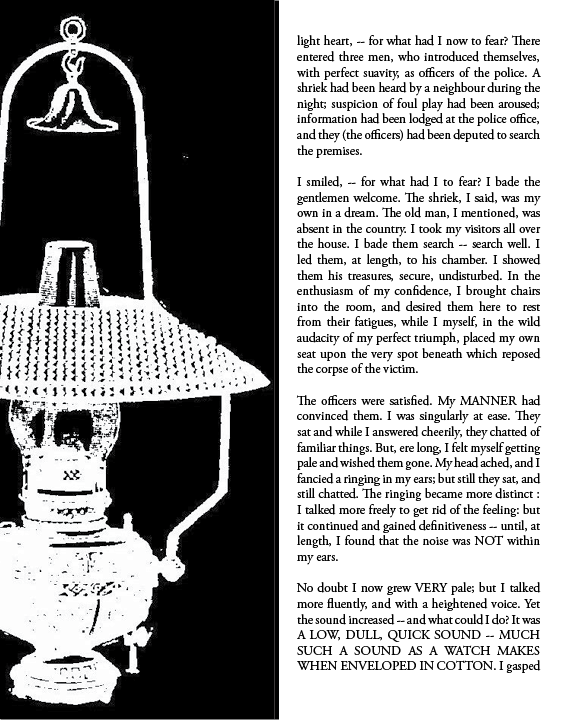 light heart, -- for what had I now to fear? There
entered three men, who introduced themselves,
with perfect suavity, as officers of the police. A
shriek had been heard by a neighbour during the
night; suspicion of foul play had been aroused;
information had been lodged at the police office,
and they (the officers) had been deputed to search
the premises.
I smiled, -- for what had I to fear? I bade the
gentlemen welcome. The shriek, I said, was my
own in a dream. The old man, I mentioned, was
absent in the country. I took my visitors all over
the house. I bade them search -- search well. I
led them, at length, to his chamber. I showed
them his treasures, secure, undisturbed. In the
enthusiasm of my confidence, I brought chairs
into the room, and desired them here to rest
from their fatigues, while I myself, in the wild
audacity of my perfect triumph, placed my own
seat upon the very spot beneath which reposed
the corpse of the victim.
The officers were satisfied. My MANNER had
convinced them. I was singularly at ease. They
sat and while I answered cheerily, they chatted of
familiar things. But, ere long, I felt myself getting
pale and wished them gone. My head ached, and I
fancied a ringing in my ears; but still they sat, and
still chatted. The ringing became more distinct :
I talked more freely to get rid of the feeling: but
it continued and gained definitiveness -- until, at
length, I found that the noise was NOT within
my ears.
No doubt I now grew VERY pale; but I talked
more fluently, and with a heightened voice. Yet
the sound increased -- and what could I do? It was
A LOW, DULL, QUICK SOUND -- MUCH
SUCH A SOUND AS A WATCH MAKES
WHEN ENVELOPED IN COTTON. I gasped